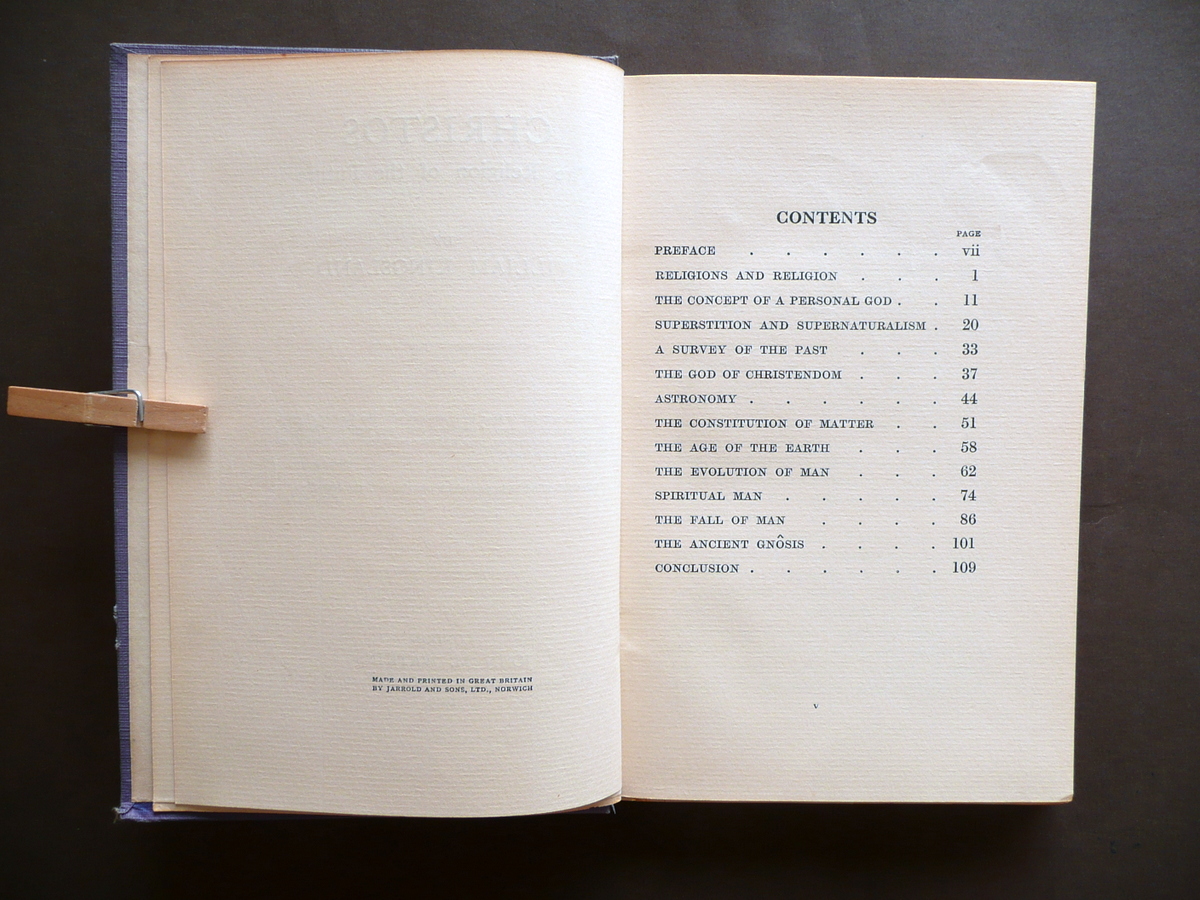 MADE AND PRINTED IN GREAT BRITAIN
BY JARROLD AND SONS, LTD., NORWICH
CONTENTS
PAGE
PREFACE . . . . . . vii
RELIGIONS AND RELIGION . . . 1
THE CONCEPT OF A PERSONAL GOD . . 11
SUPERSTITION AND SUPERNATURALISM . 20
A SURVEY OF THE PAST . . . 33
THE GOD OF CHRISTENDOM . . . 37
ASTRONOMY . . . . . . 44
THE CONSTITUTION OF MATTER . . 51
THE AGE OF THE EARTH . . . 58
THE EVOLUTION OF MAN . . . 62
SPIRITUAL MAN . . . . . 74
THE FALL OF MAN . . . . 86
THE ANCIENT GNÔSIS . . . . 101
CONCLUSION . . . . . . 109
v